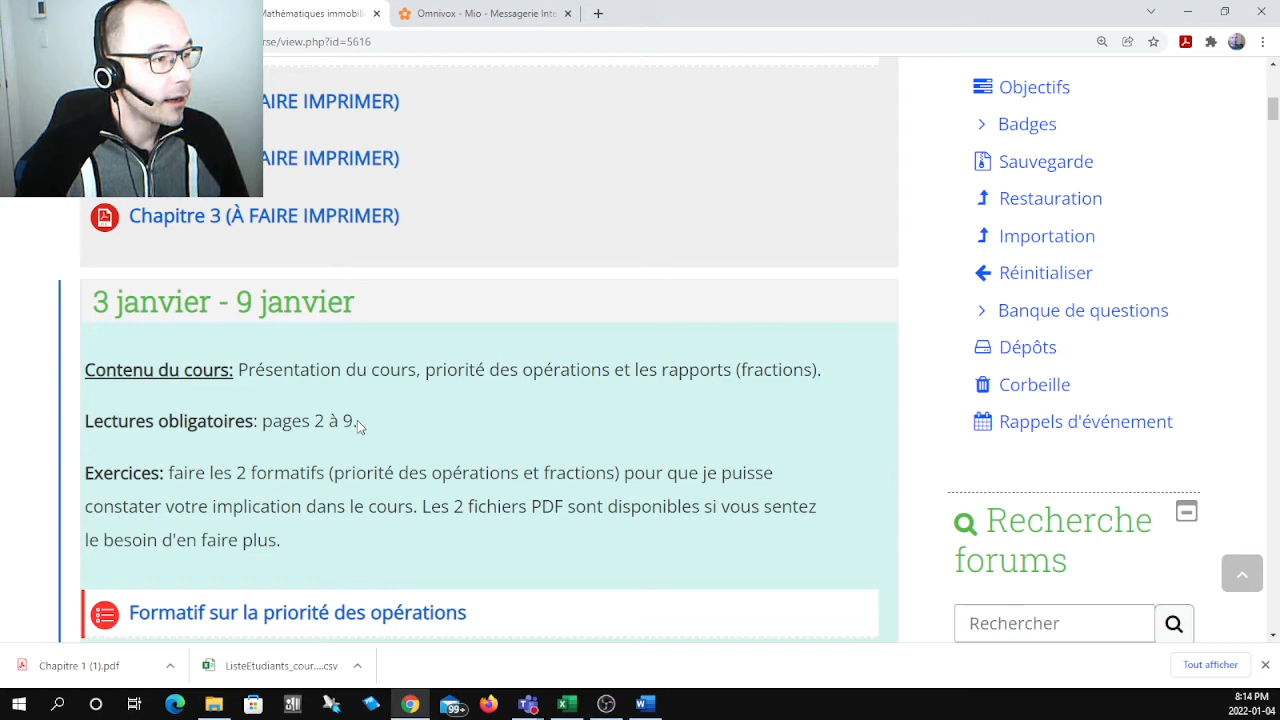 Mathématiques immobili
Omnivox - Mio - Messagerie Inte
rse/view.php?id=5616
AIRE IMPRIMER)
AIRE IMPRIMER)
Chapitre 3 (À FAIRE IMPRIMER)
3 janvier - 9 janvier
Contenu du cours: Présentation du cours, priorité des opérations et les rapports (fractions).
Lectures obligatoires: pages 2 à 9.
Exercices: faire les 2 formatifs (priorité des opérations et fractions) pour que je puisse
constater votre implication dans le cours. Les 2 fichiers PDF sont disponibles si vous sentez
le besoin d'en faire plus.
Formatif sur la priorité des opérations
Objectifs
Badges
Sauvegarde
Restauration
Importation
Réinitialiser
Banque de questions
Dépôts
Corbeille
Rappels d'événement
Recherche
forums
Rechercher
Chapitre 1 (1).pdf
ListeEtudiants_cour....csv
Tout afficher
99+
8:14 PM
2022-01-04